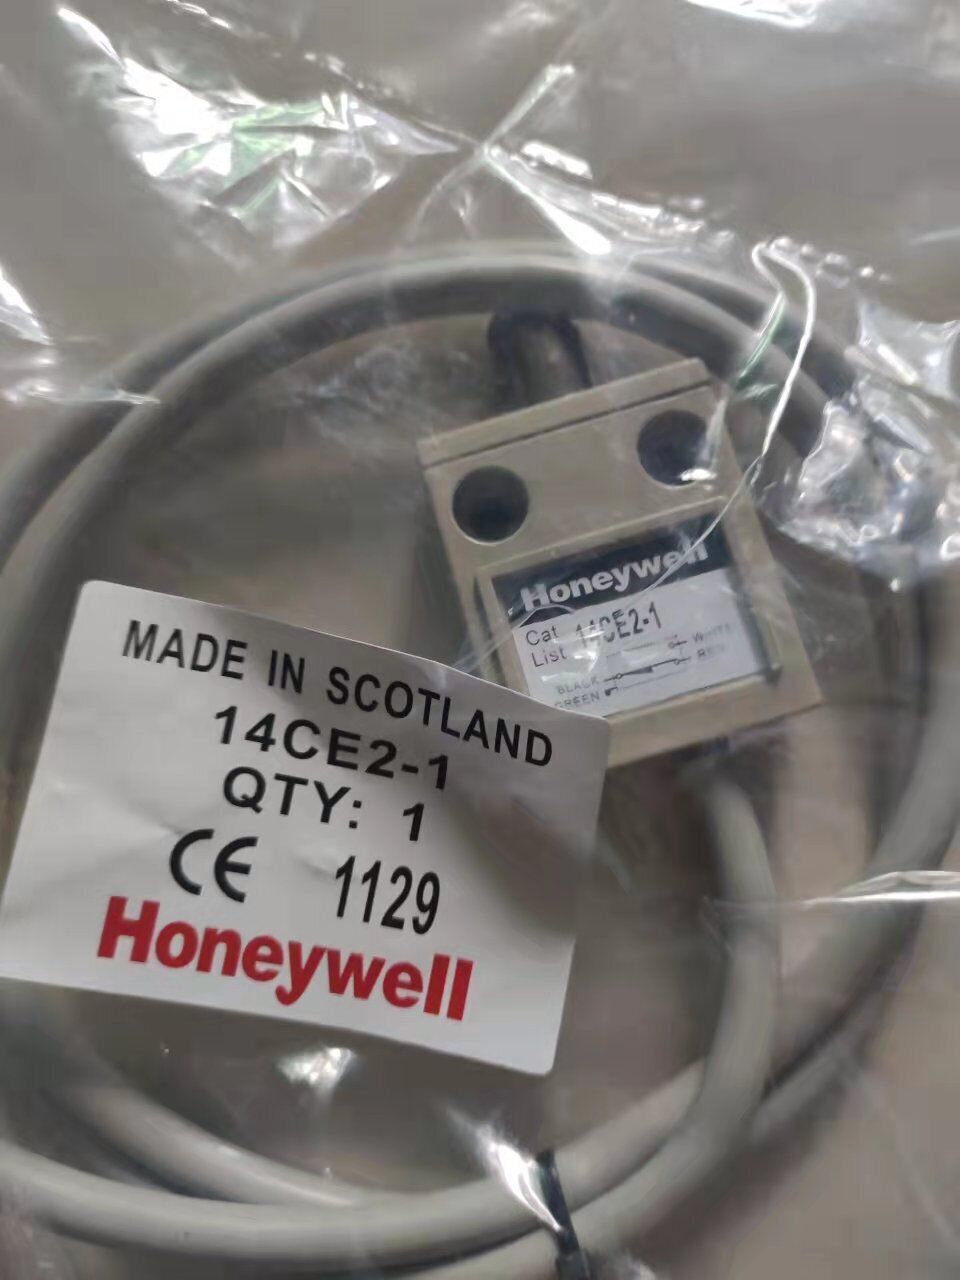 Honeywell
Cat
List 14CE2-1
WHITE
RED
BLACK
GREEN
MADE IN SCOTLAND
14CE2-1
QTY: 1
CE 1129
Honeywell